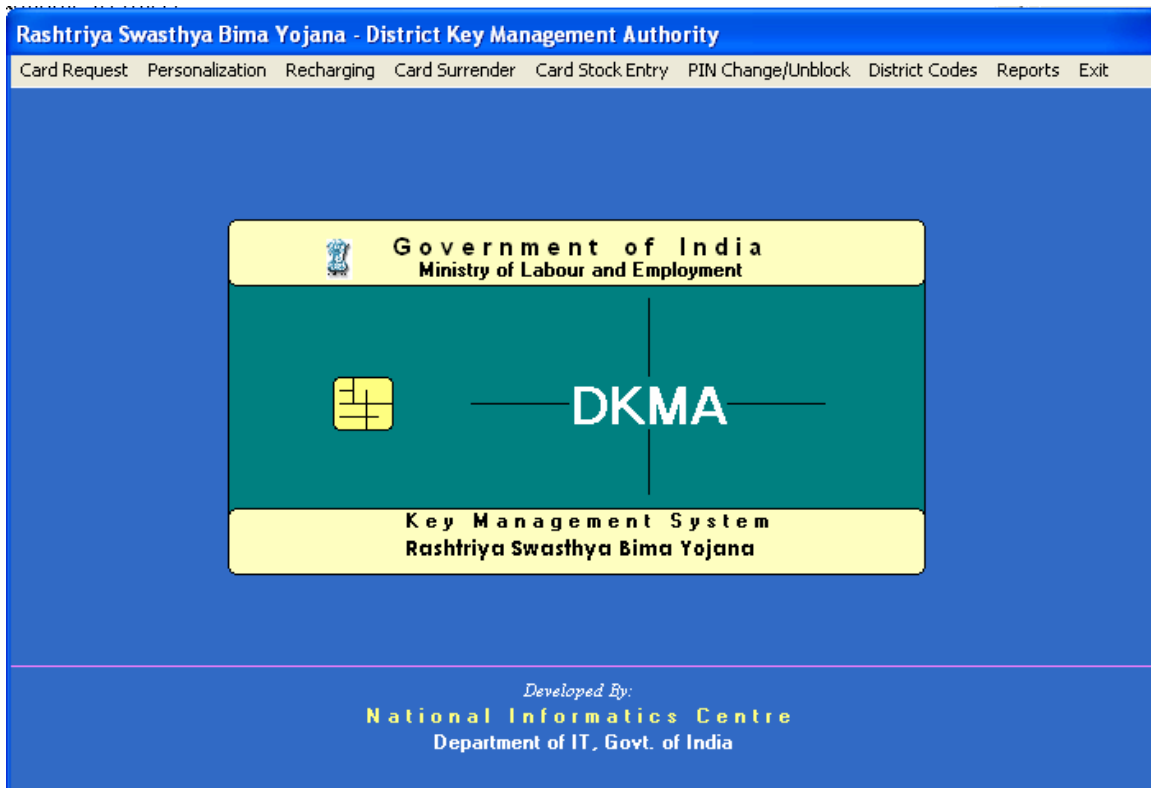 Rashtriya Swasthya Bima Yojana - District Key Management Authority
Card Request Personalization Recharging Card Surrender Card Stock Entry PIN Change/Unblock District Codes Reports Exit
Government of India
Ministry of Labour and Employment
DKMA
Key Management System
Rashtriya Swasthya Bima Yojana
Developed By:
National Informatics Centre
Department of IT, Govt. of India